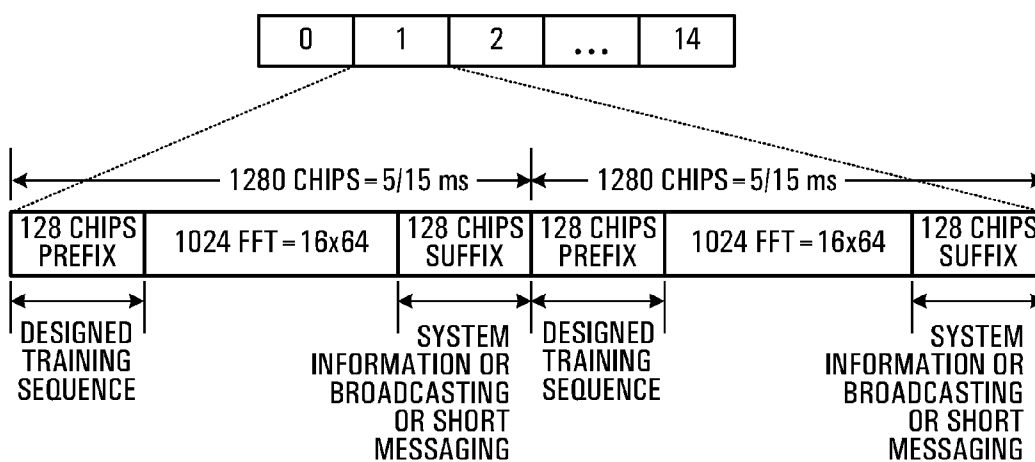 0 1 2 ... 14
1280 CHIPS=5/15 ms 1280 CHIPS=5/15 ms
128 CHIPS PREFIX
1024 FFT=16x64
128 CHIPS SUFFIX
128 CHIPS PREFIX
1024 FFT=16x64
128 CHIPS SUFFIX
DESIGNED
TRAINING
SEQUENCE
SYSTEM
INFORMATION OR
BROADCASTING
OR SHORT
MESSAGING
DESIGNED
TRAINING
SEQUENCE
SYSTEM
INFORMATION OR
BROADCASTING
OR SHORT
MESSAGING